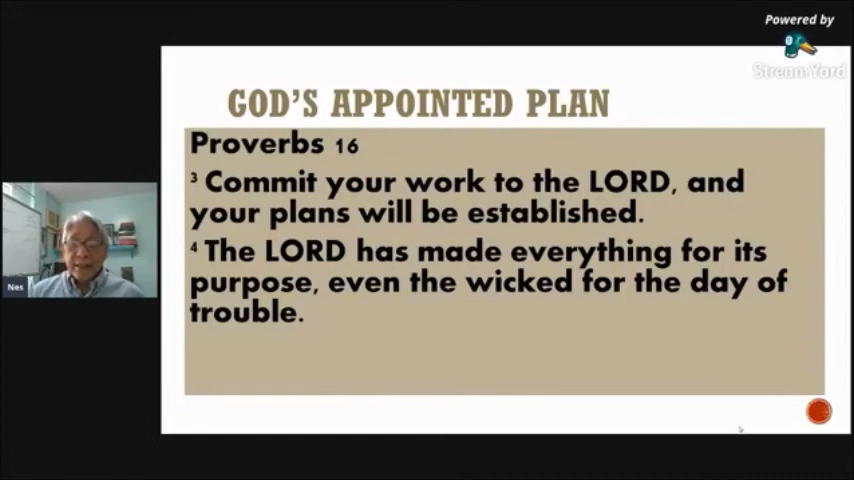 Powered by
StreamYard
GOD'S APPOINTED PLAN
Proverbs 16
³ Commit your work to the LORD, and
your plans will be established.
⁴ The LORD has made everything for its
purpose, even the wicked for the day of
trouble.
Nes